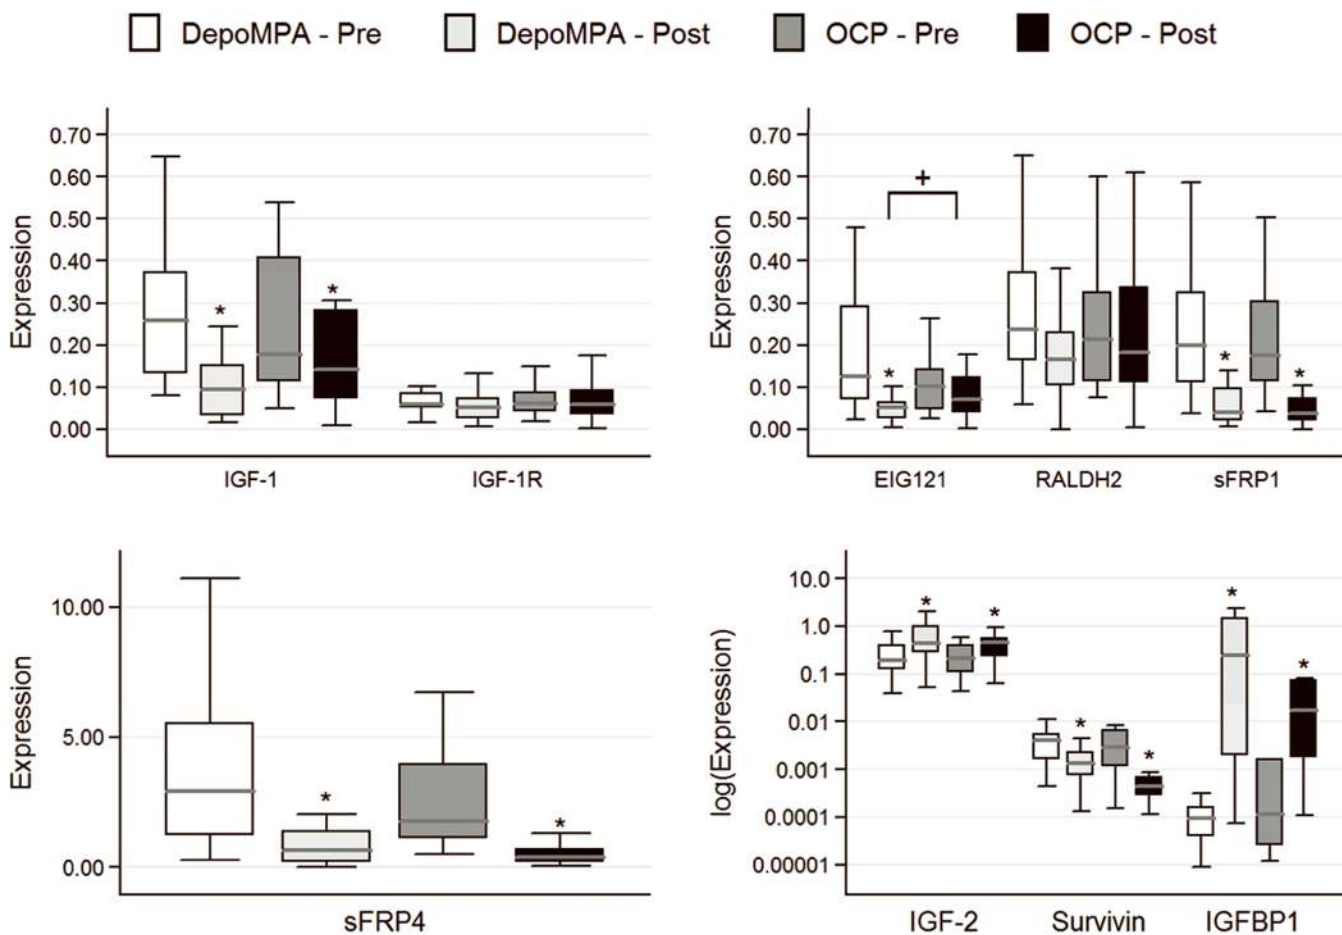 DepoMPA - Pre DepoMPA - Post OCP - Pre OCP - Post
Expression
0.70
0.60
0.50
0.40
0.30
0.20
0.10
0.00
* *
IGF-1 IGF-1R
Expression
0.70
0.60
0.50
0.40
0.30
0.20
0.10
0.00
+
* * *
EIG121 RALDH2 sFRP1
Expression
10.00
5.00
0.00
* *
sFRP4
log(Expression)
10.0
1.0
0.1
0.01
0.001
0.0001
0.00001
* * * * * *
IGF-2 Survivin IGFBP1